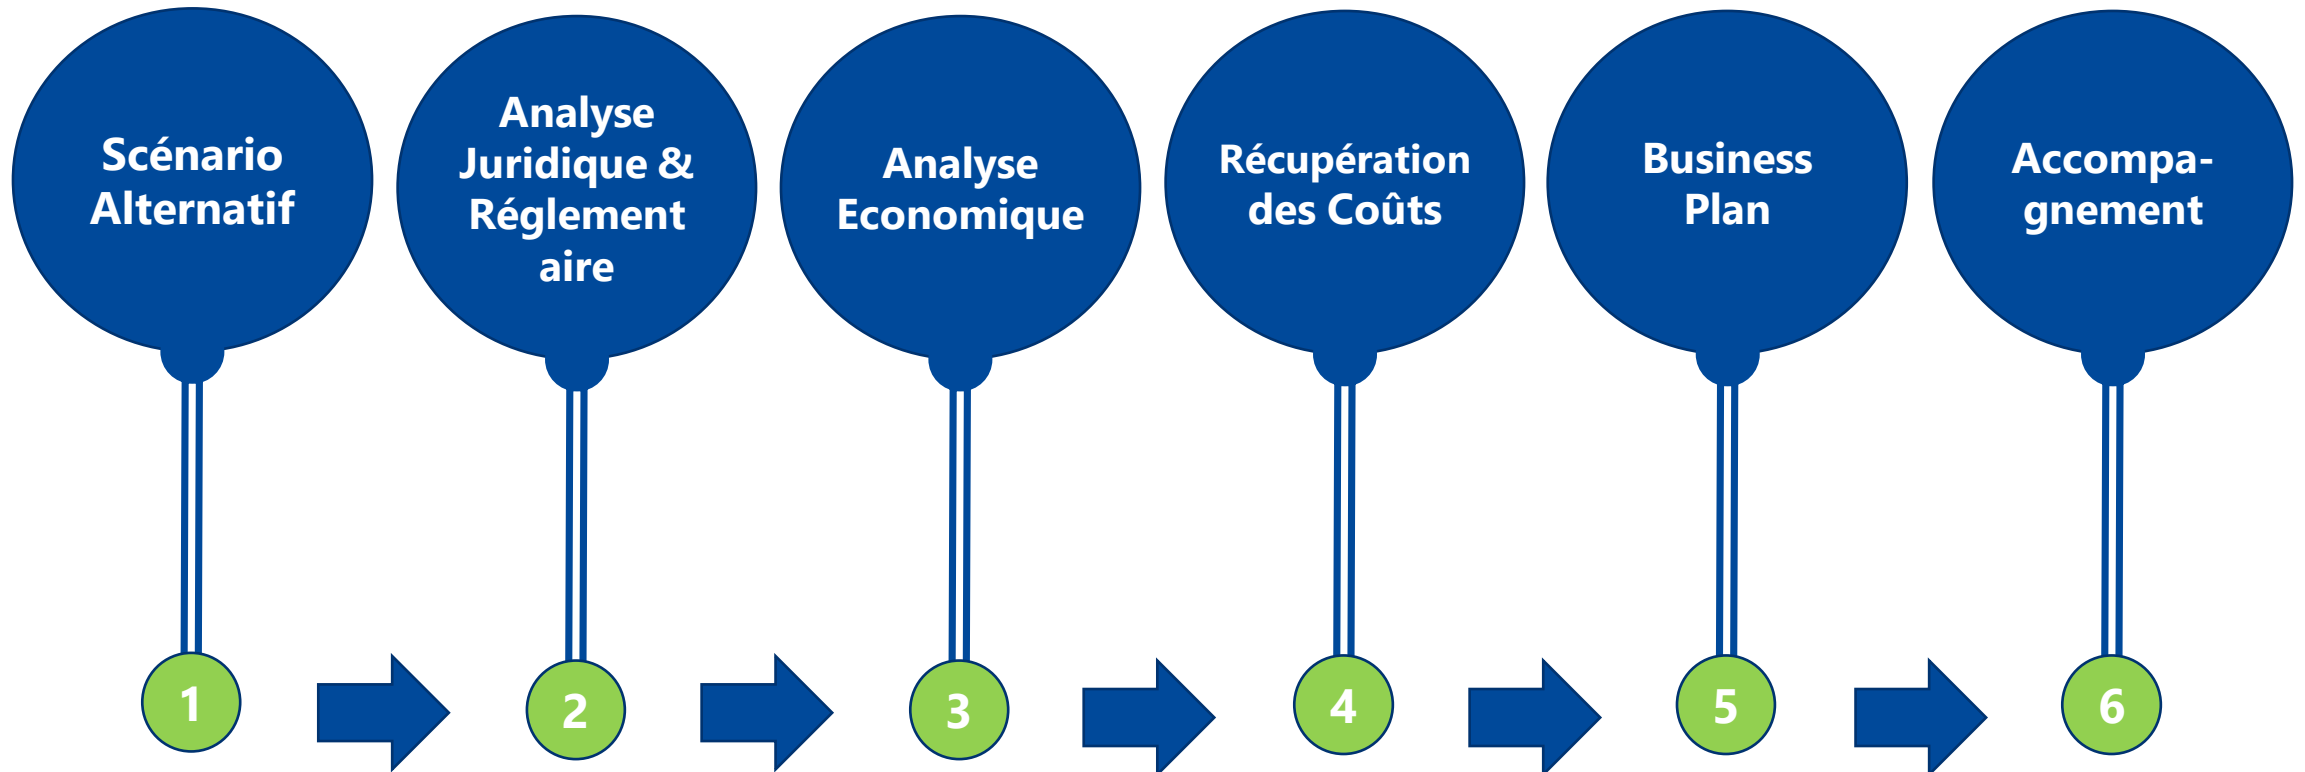 Scénario
Alternatif
Analyse
Juridique &
Réglement
aire
Analyse
Economique
Récupération
des Coûts
Business
Plan
Accompa-
gnement
1
2
3
4
5
6